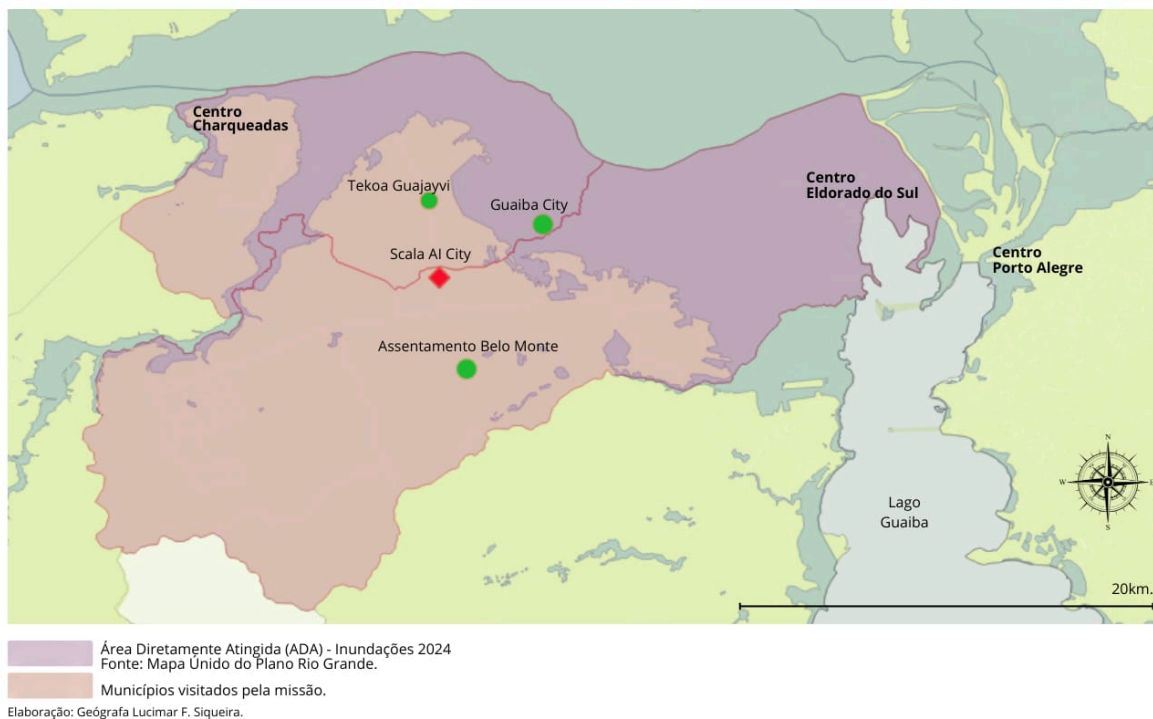 Centro
Charqueadas
Tekoa Guajayvi
Guaiba City
Centro
Eldorado do Sul
Scala AI City
Centro
Porto Alegre
Assentamento Belo Monte
N
W
E
S
Lago
Guaiba
20km.
Área Diretamente Atingida (ADA) - Inundações 2024
Fonte: Mapa Único do Plano Rio Grande.
Municípios visitados pela missão.
Elaboração: Geógrafa Lucimar F. Siqueira.